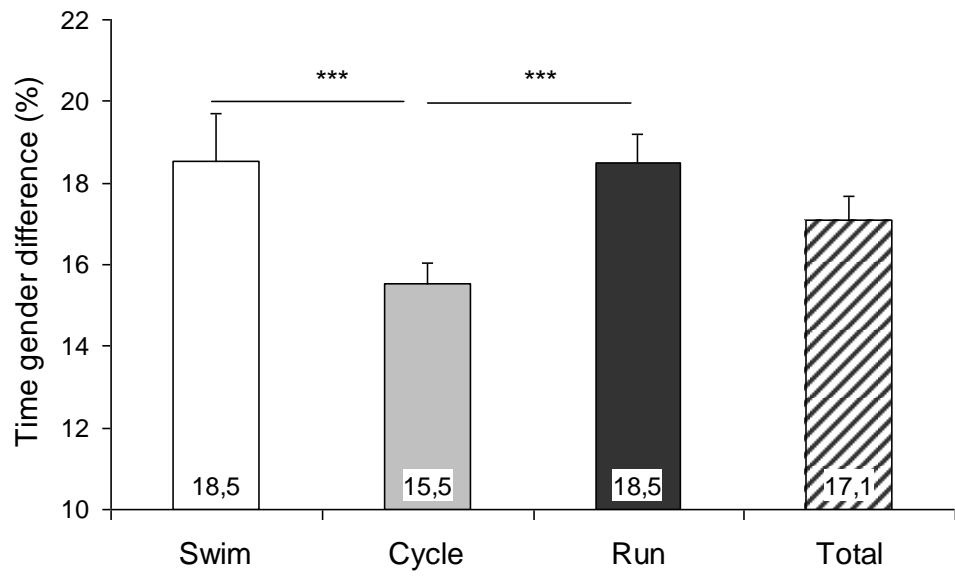 Time gender difference (%)
22
20
18
16
14
12
10
***
***
18,5
15,5
18,5
17,1
Swim
Cycle
Run
Total